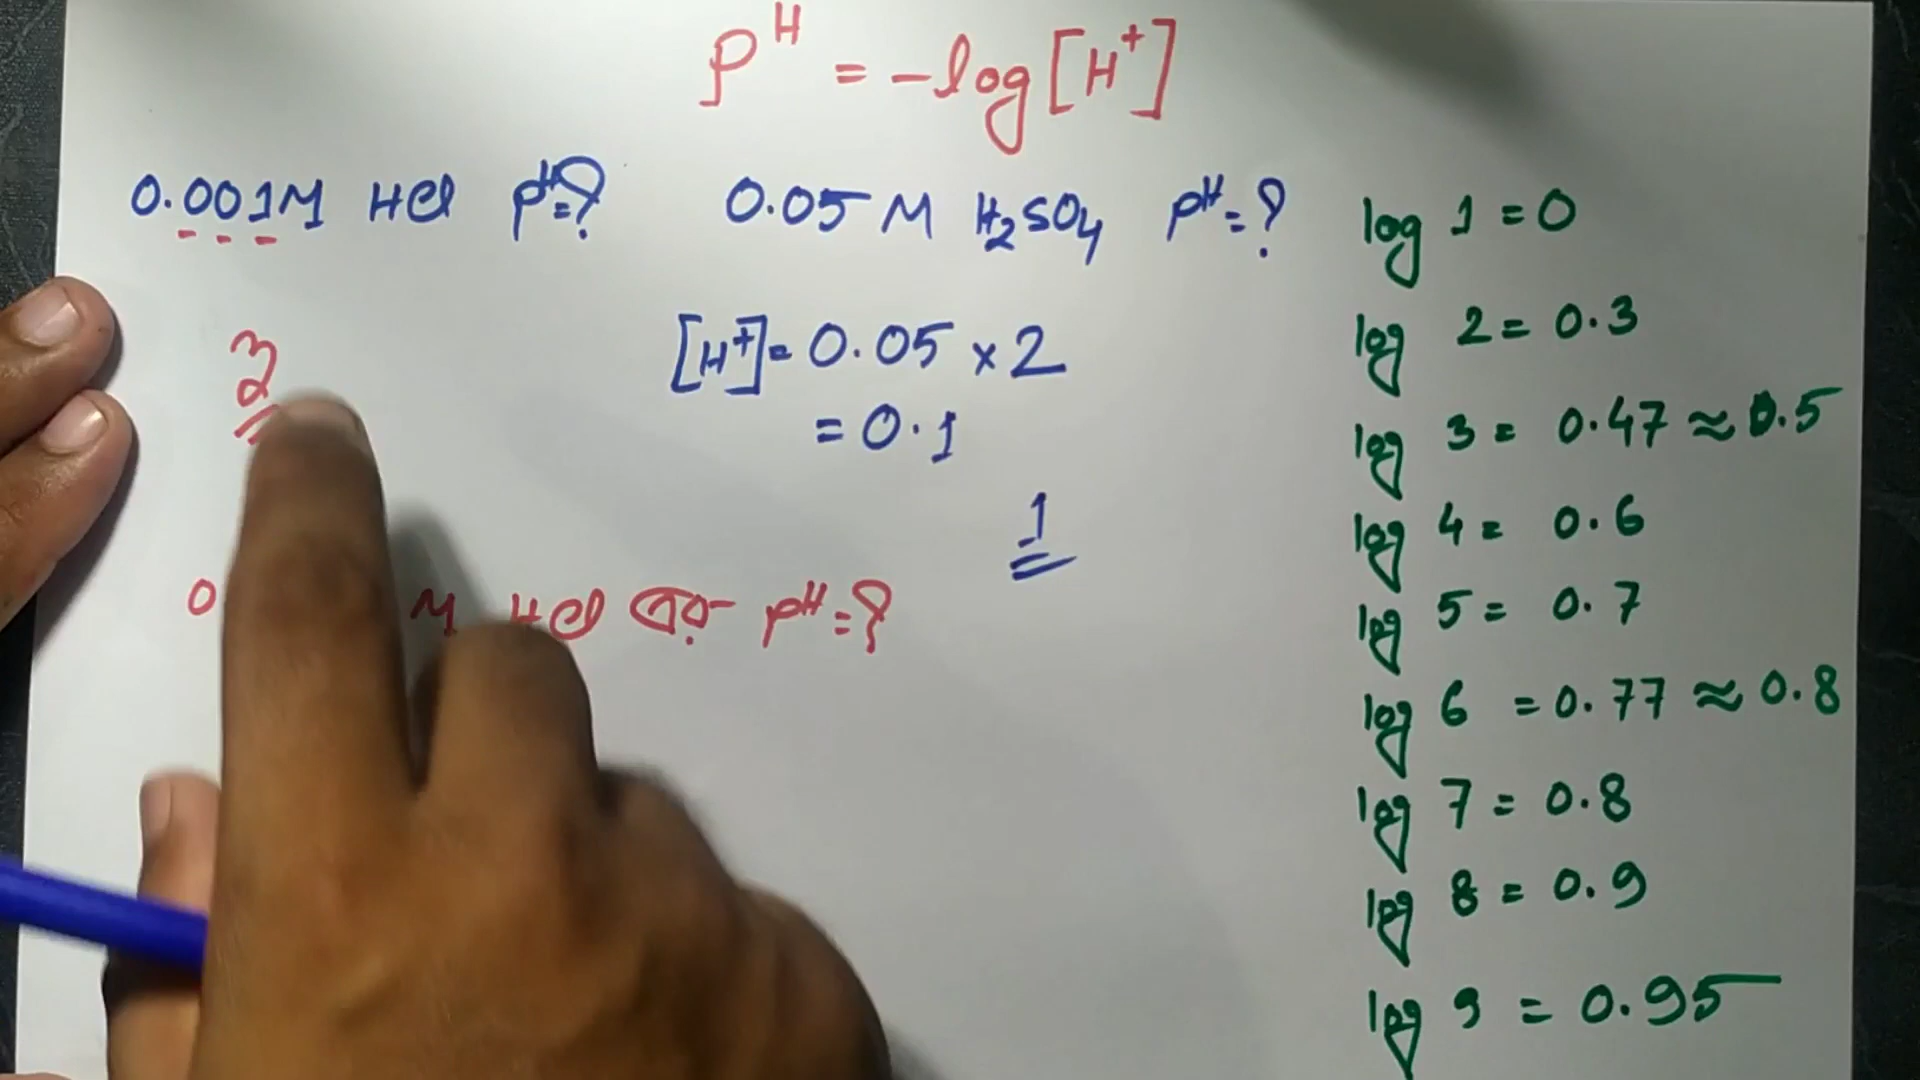 pH = -log[H+]
0.001M HCl pH=?
3
0.05 M H2SO4 pH=?
[H+]= 0.05 x 2
= 0.1
1
0 M HCl এর pH=?
log 1 = 0
log 2 = 0.3
log 3 = 0.47 ≈ 0.5
log 4 = 0.6
log 5 = 0.7
log 6 = 0.77 ≈ 0.8
log 7 = 0.8
log 8 = 0.9
log 9 = 0.95